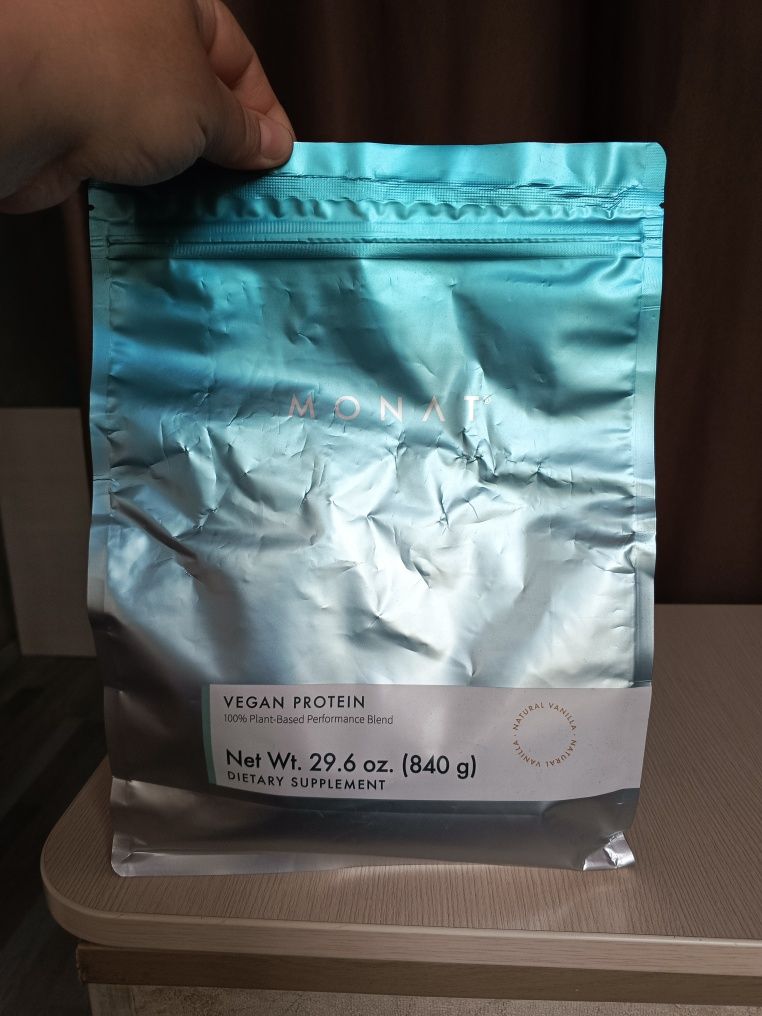 MONAT
VEGAN PROTEIN
100% Plant-Based Performance Blend
NATURAL VANILLA · NATURAL VANILLA ·
Net Wt. 29.6 oz. (840 g)
DIETARY SUPPLEMENT